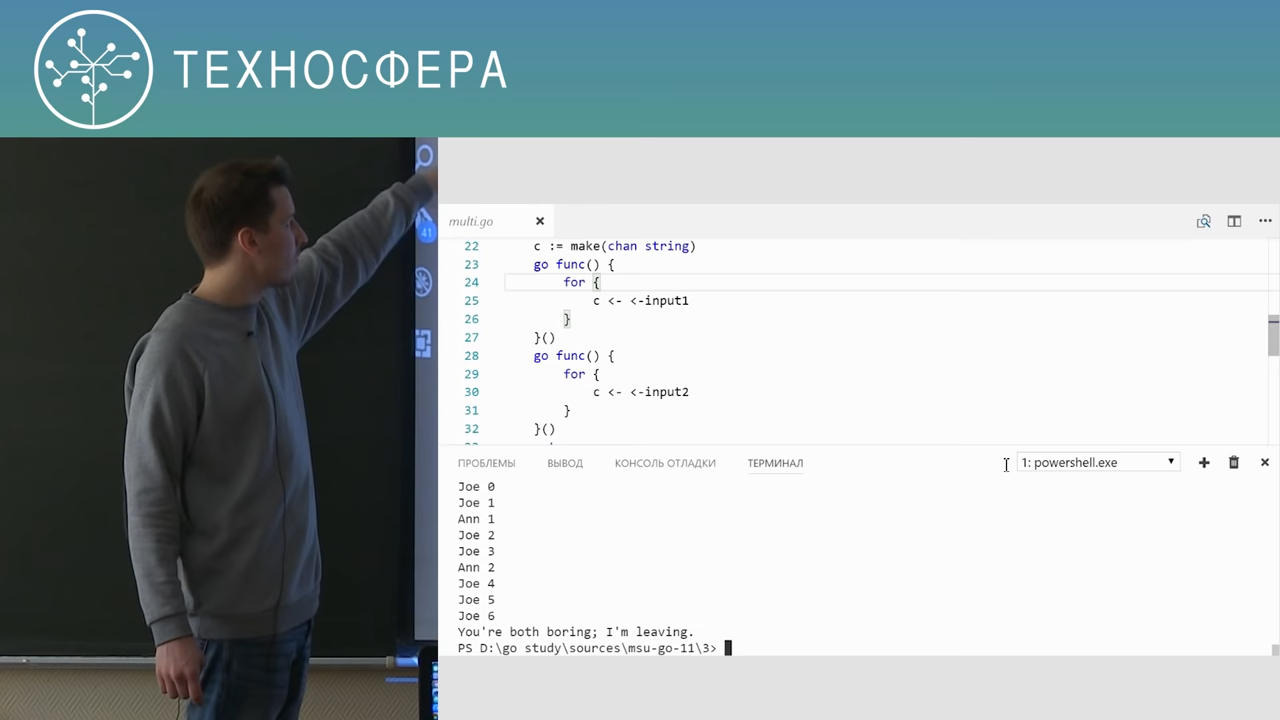 ТЕХНОСФЕРА
41
multi.go
22 c := make(chan string)
23 go func() {
24 for {
25 c <- <-input1
26 }
27 }()
28 go func() {
29 for {
30 c <- <-input2
31 }
32 }()
ПРОБЛЕМЫ ВЫВОД КОНСОЛЬ ОТЛАДКИ ТЕРМИНАЛ 1: powershell.exe
Joe 0
Joe 1
Ann 1
Joe 2
Joe 3
Ann 2
Joe 4
Joe 5
Joe 6
You're both boring; I'm leaving.
PS D:\go study\sources\msu-go-11\3>